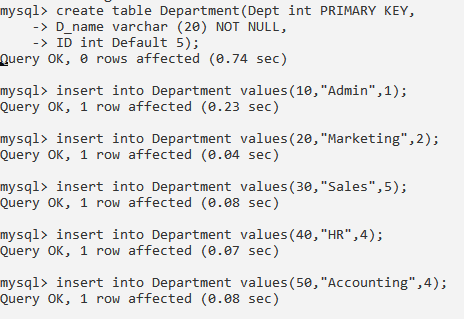 mysql> create table Department(Dept int PRIMARY KEY,
-> D_name varchar (20) NOT NULL,
-> ID int Default 5);
Query OK, 0 rows affected (0.74 sec)
mysql> insert into Department values(10,"Admin",1);
Query OK, 1 row affected (0.23 sec)
mysql> insert into Department values(20,"Marketing",2);
Query OK, 1 row affected (0.04 sec)
mysql> insert into Department values(30,"Sales",5);
Query OK, 1 row affected (0.08 sec)
mysql> insert into Department values(40,"HR",4);
Query OK, 1 row affected (0.07 sec)
mysql> insert into Department values(50,"Accounting",4);
Query OK, 1 row affected (0.08 sec)